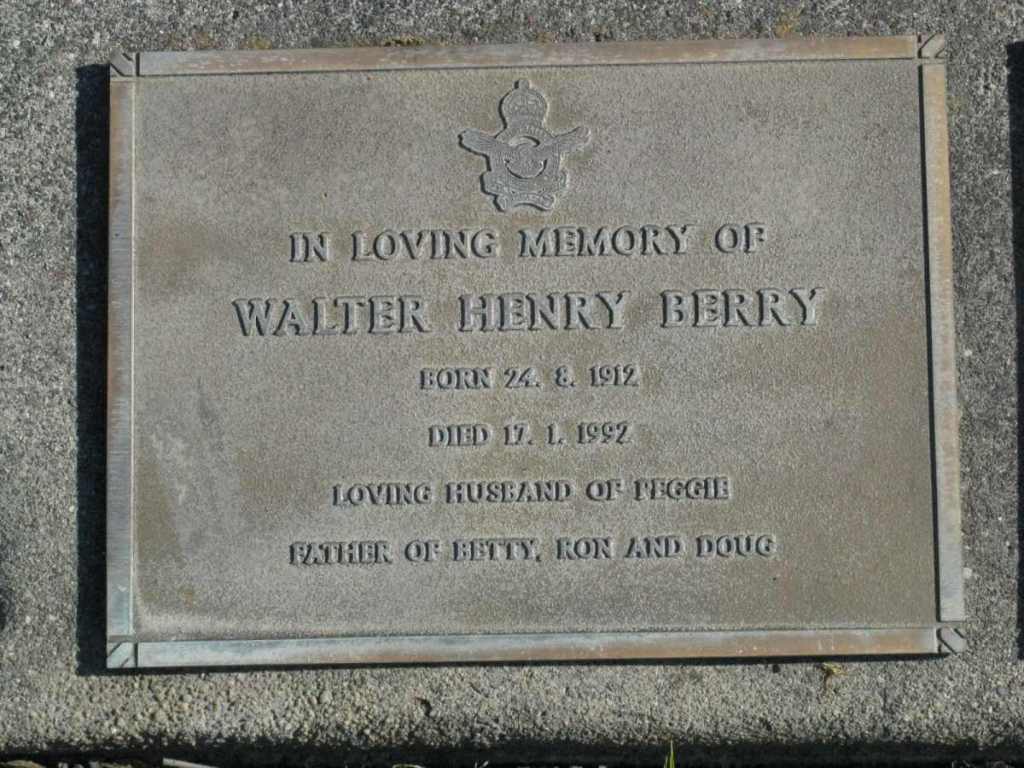 IN LOVING MEMORY OF
WALTER HENRY BERRY
BORN 24. 8. 1912
DIED 17. 1. 1992
LOVING HUSBAND OF PEGGIE
FATHER OF BETTY, RON AND DOUG